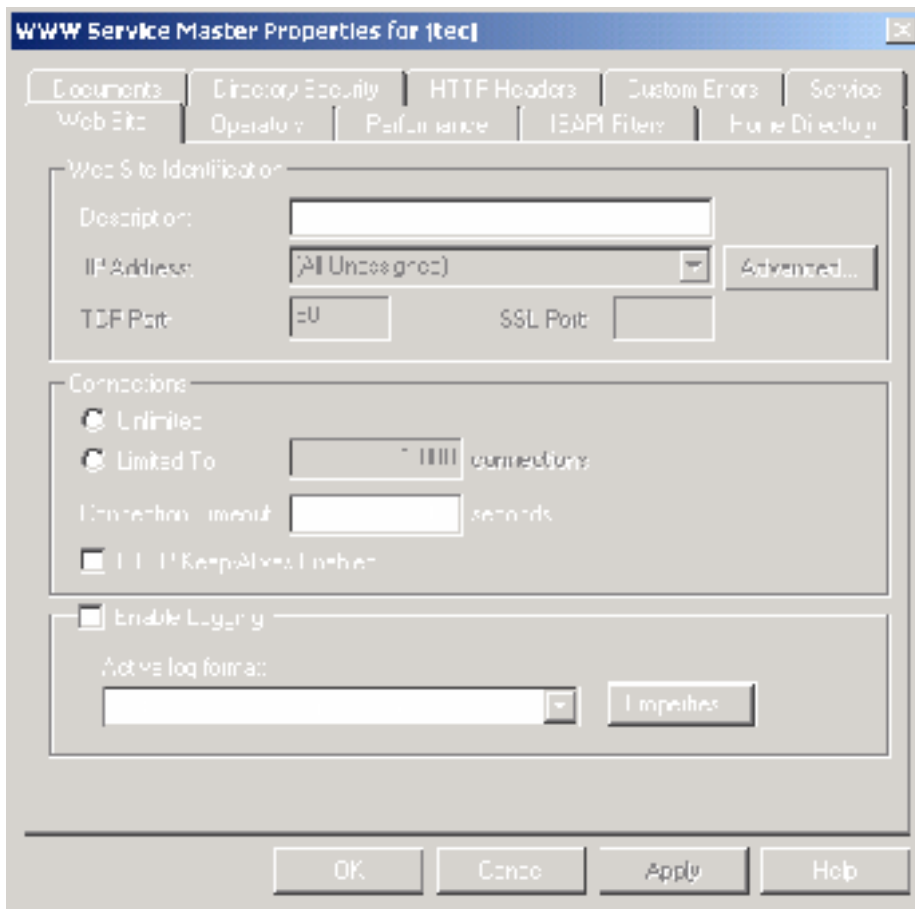 WWW Service Master Properties for jtecj
Documents Directory Security HTTP Headers Custom Errors Service
Web Site Operators Performance ISAPI Filters Home Directory
Web Site Identification
Description:
IP Address: (All Unassigned) Advanced...
TCP Port: 80 SSL Port:
Connections
Unlimited
Limited To 1,000 connections
Connection Timeout seconds
HTTP Keep-Alives Enabled
Enable Logging
Active log format:
Properties
OK Cancel Apply Help